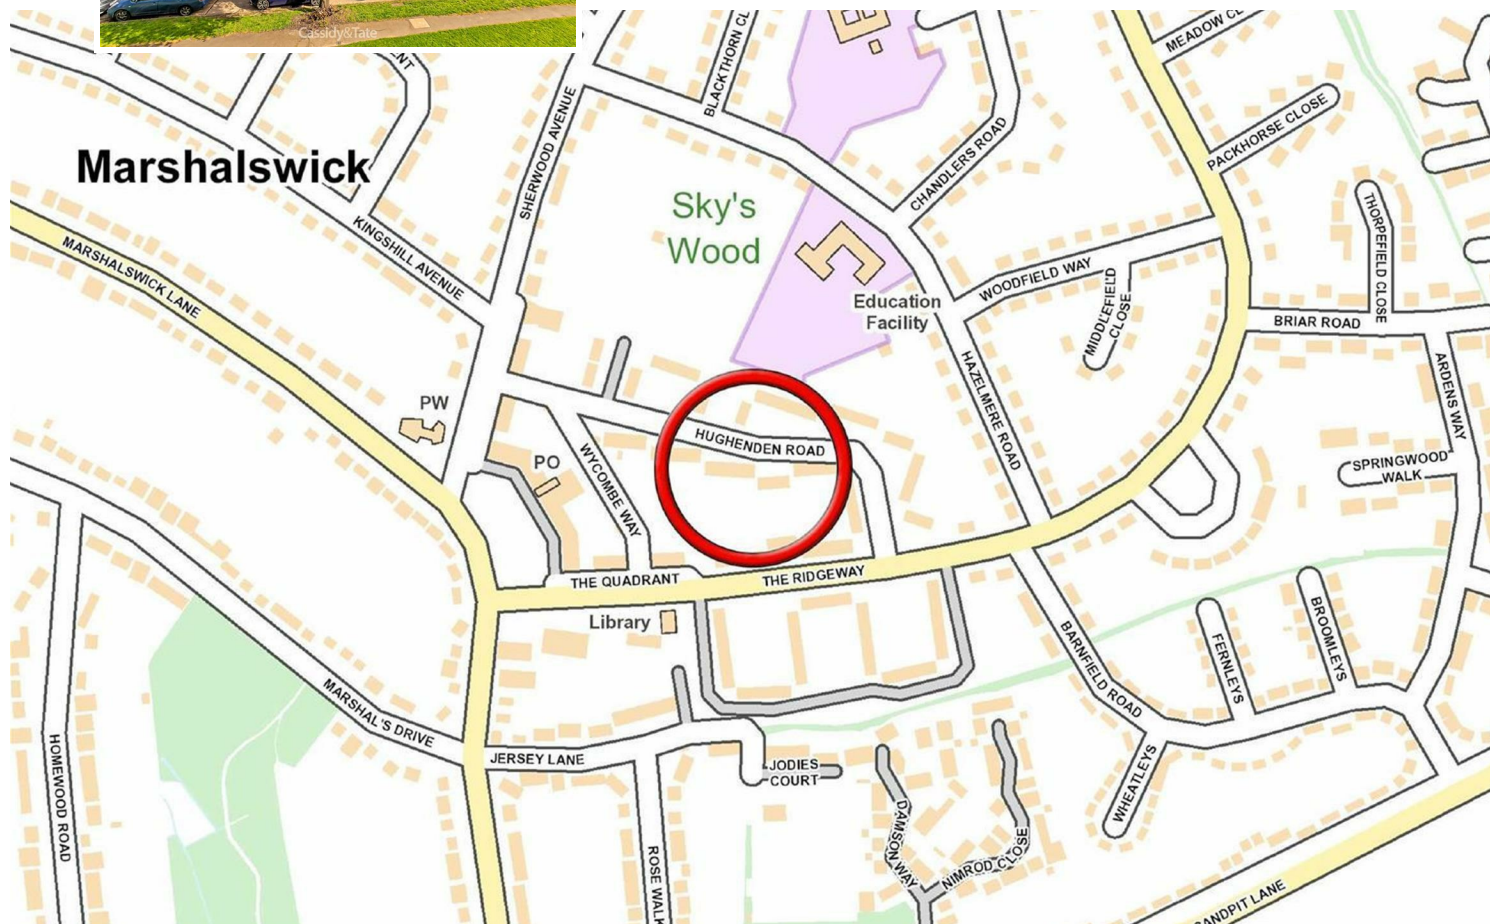 Cassidy&Tate
MEADOW CL
BLACKTHORN CL
ENT
PACKHORSE CLOSE
SHERWOOD AVENUE
CHANDLERS ROAD
Marshalswick
Sky's
Wood
THORPEFIELD CLOSE
KINGSHILL AVENUE
MARSHALSWICK LANE
WOODFIELD WAY
MIDDLEFIELD
CLOSE
Education
Facility
BRIAR ROAD
HAZELMERE ROAD
ARDENS WAY
PW
HUGHENDEN ROAD
PO
WYCOMBE WAY
SPRINGWOOD
WALK
THE QUADRANT
THE RIDGEWAY
Library
BARNFIELD ROAD
FERNLEYS
BROOMLEYS
MARSHAL'S DRIVE
HOMEWOOD ROAD
JERSEY LANE
JODIES
COURT
WHEATLEYS
DAMSON WAY
NIMROD CLOSE
ROSE WALK
SANDPIT LANE